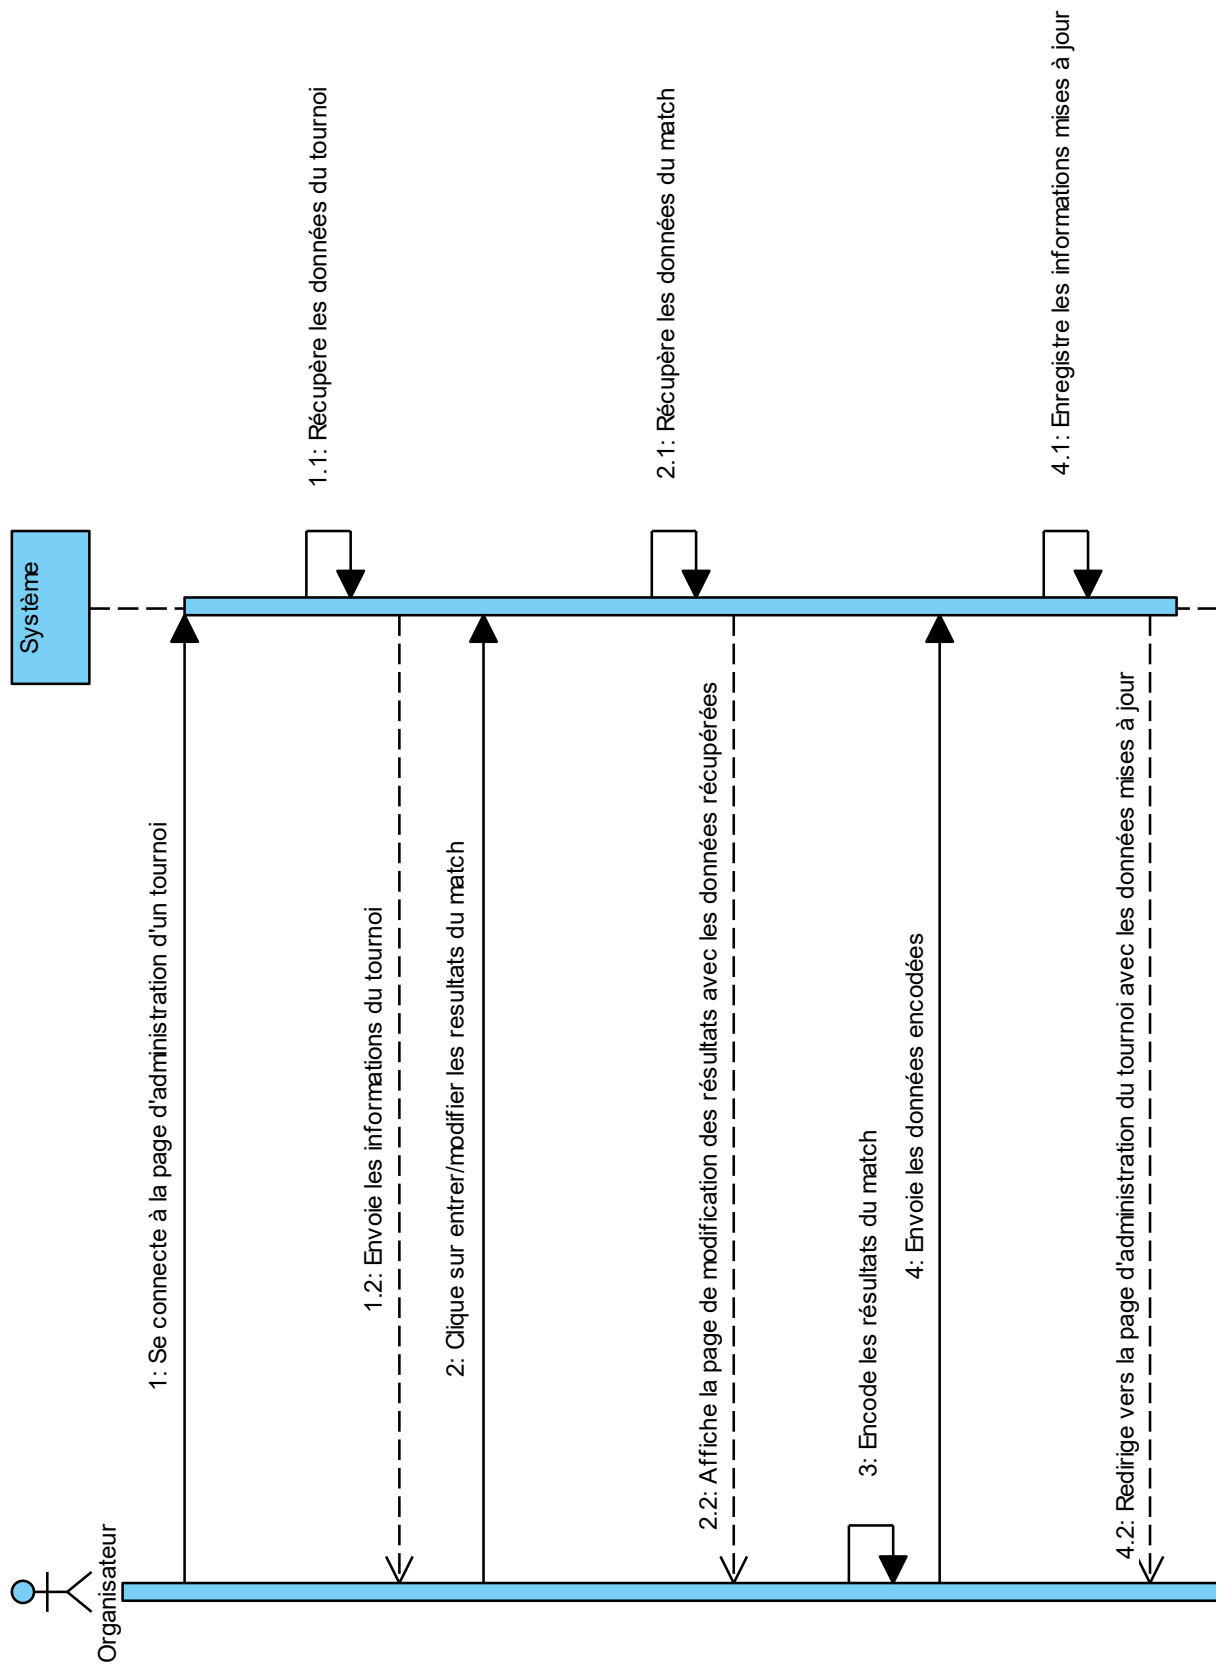 Organisateur
Système
1: Se connecte à la page d'administration d'un tournoi
1.1: Récupère les données du tournoi
1.2: Envoie les informations du tournoi
2: Clique sur entrer/modifier les resultats du match
2.1: Récupère les données du match
2.2: Affiche la page de modification des résultats avec les données récupérées
3: Encode les résultats du match
4: Envoie les données encodées
4.1: Enregistre les informations mises à jour
4.2: Redirige vers la page d'administration du tournoi avec les données mises à jour